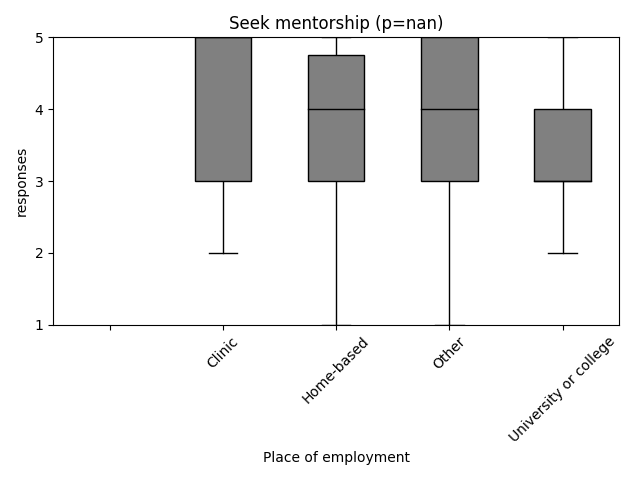 Seek mentorship (p=nan)
5
4
3
2
1
responses
Clinic
Home-based
Other
University or college
Place of employment